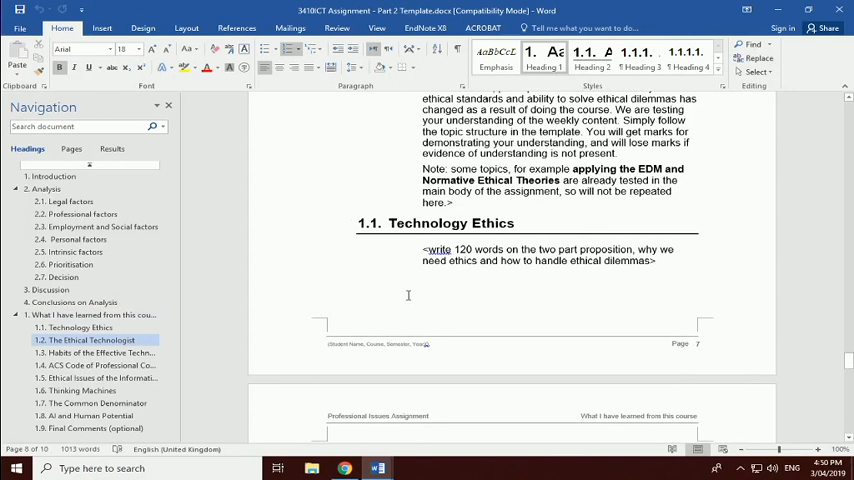 3410ICT Assignment - Part 2 Template.docx [Compatibility Mode] - Word
Sign in Share
File Home Insert Design Layout References Mailings Review View EndNote X8 ACROBAT Tell me what you want to do...
Paste
Clipboard
Arial 18
Font
Paragraph
AaBbCcL 1. Aa 1.1. A 1.1.1. 1.1.1.1.
Emphasis Heading 1 Heading 2 ¶ Heading 3 ¶ Heading 4
Styles
Find
Replace
Select
Editing
Navigation
Search document
Headings Pages Results
1. Introduction
2. Analysis
2.1. Legal factors
2.2. Professional factors
2.3. Employment and Social factors
2.4. Personal factors
2.5. Intrinsic factors
2.6. Prioritisation
2.7. Decision
3. Discussion
4. Conclusions on Analysis
1. What I have learned from this cou...
1.1. Technology Ethics
1.2. The Ethical Technologist
1.3. Habits of the Effective Techn...
1.4. ACS Code of Professional Co...
1.5. Ethical Issues of the Informati...
1.6. Thinking Machines
1.7. The Common Denominator
1.8. AI and Human Potential
1.9. Final Comments (optional)
ethical standards and ability to solve ethical dilemmas has
changed as a result of doing the course. We are testing
your understanding of the weekly content. Simply follow
the topic structure in the template. You will get marks for
demonstrating your understanding, and will lose marks if
evidence of understanding is not present.
Note: some topics, for example applying the EDM and
Normative Ethical Theories are already tested in the
main body of the assignment, so will not be repeated
here.>
1.1. Technology Ethics
<write 120 words on the two part proposition, why we
need ethics and how to handle ethical dilemmas>
(Student Name, Course, Semester, Year)
Page 7
Professional Issues Assignment What I have learned from this course
Page 8 of 10 1013 words English (United Kingdom) 100%
Type here to search
ENG
4:50 PM
3/04/2019